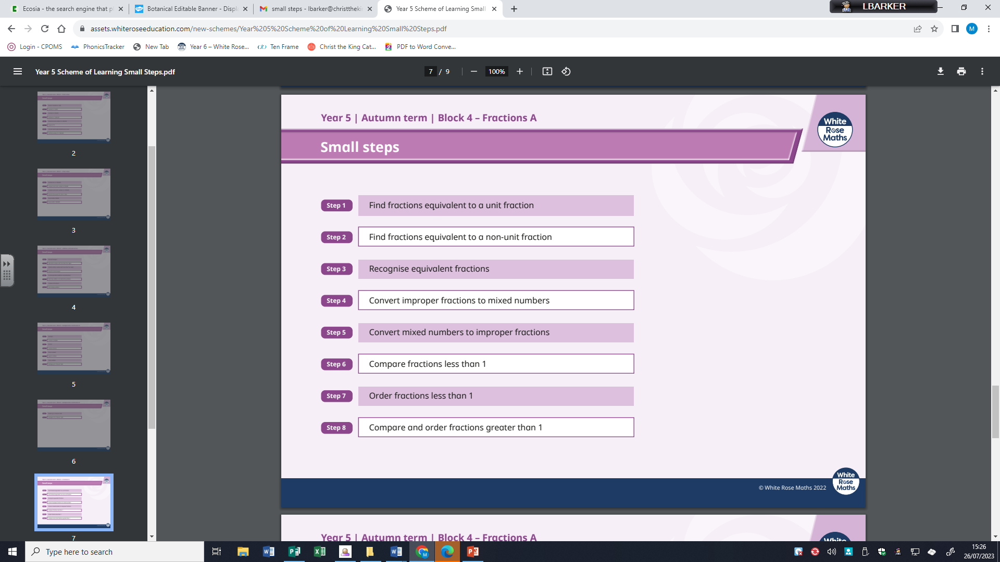 Ecosia - the search engine that p
Botanical Editable Banner - Displa
small steps - lbarker@christtheki
Year 5 Scheme of Learning Small
LBARKER
assets.whiteroseeducation.com/new-schemes/Year%205%20Scheme%20of%20Learning%20Small%20Steps.pdf
M
Login - CPOMS
PhonicsTracker
New Tab
Year 6 – White Rose...
Ten Frame
Christ the King Cat...
PDF to Word Conve...
Year 5 Scheme of Learning Small Steps.pdf
7 / 9
100%
2
3
4
5
6
7
Year 5 | Autumn term | Block 4 – Fractions A
White
Rose
Maths
Small steps
Step 1 Find fractions equivalent to a unit fraction
Step 2 Find fractions equivalent to a non-unit fraction
Step 3 Recognise equivalent fractions
Step 4 Convert improper fractions to mixed numbers
Step 5 Convert mixed numbers to improper fractions
Step 6 Compare fractions less than 1
Step 7 Order fractions less than 1
Step 8 Compare and order fractions greater than 1
© White Rose Maths 2022
White
Rose
Maths
Year 5 | Autumn term | Block 4 – Fractions A
White
Type here to search
15:26
26/07/2023